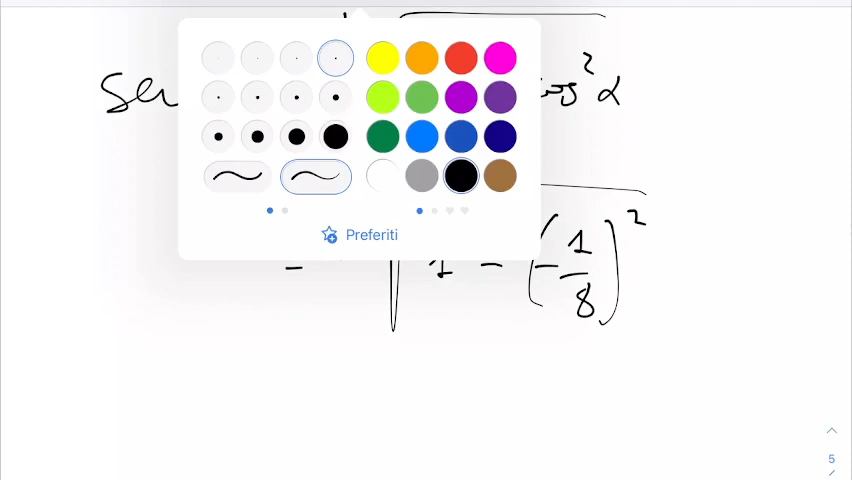 sen
cos² α
Preferiti
1 - (-1/8)²
5